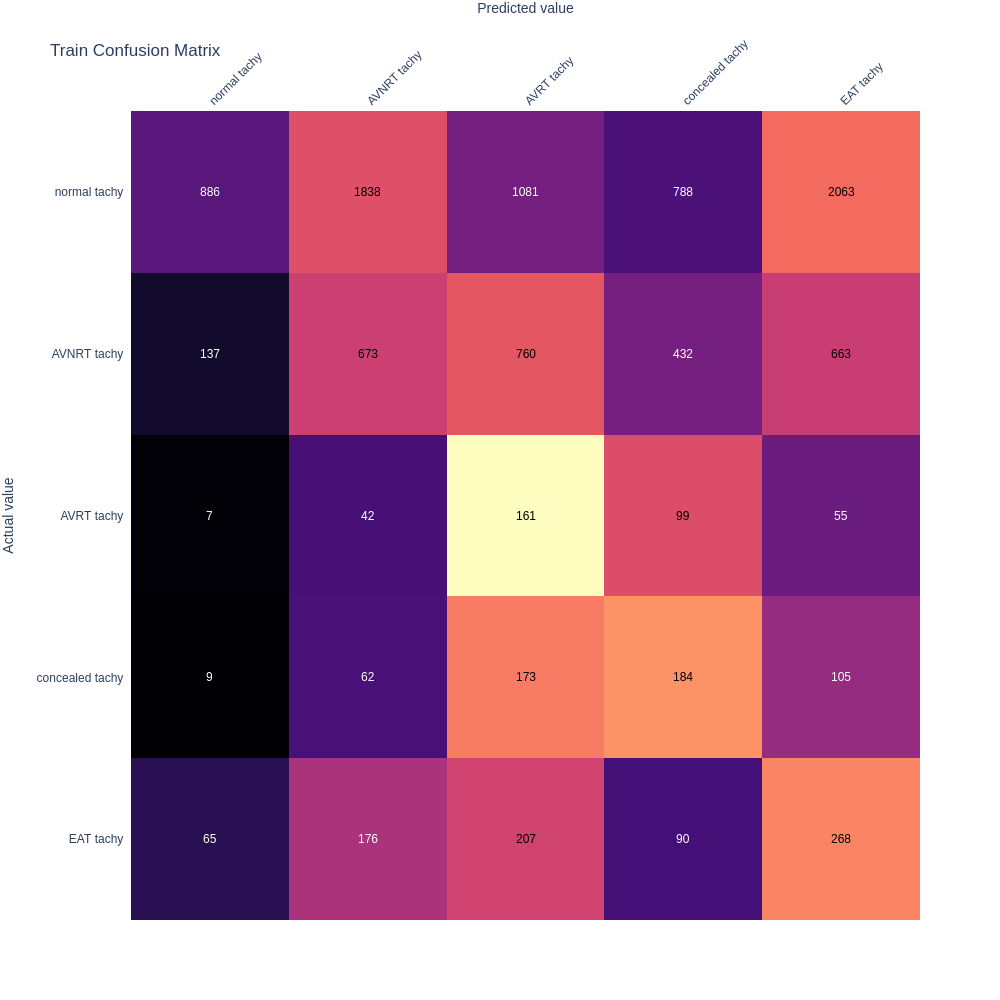 Predicted value
Train Confusion Matrix
normal tachy
AVNRT tachy
AVRT tachy
concealed tachy
EAT tachy
Actual value
normal tachy 886 1838 1081 788 2063
AVNRT tachy 137 673 760 432 663
AVRT tachy 7 42 161 99 55
concealed tachy 9 62 173 184 105
EAT tachy 65 176 207 90 268